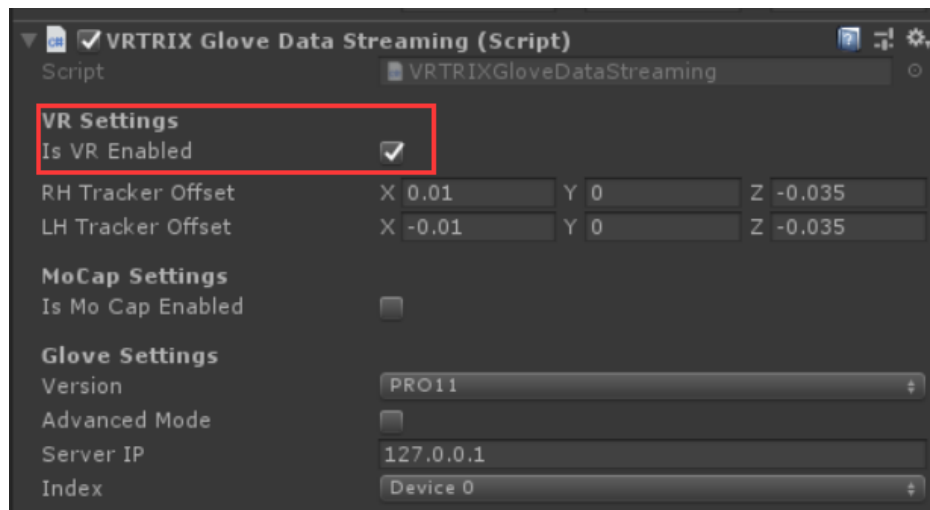 VRTRIX Glove Data Streaming (Script)
Script VRTRIXGloveDataStreaming
VR Settings
Is VR Enabled
RH Tracker Offset X 0.01 Y 0 Z -0.035
LH Tracker Offset X -0.01 Y 0 Z -0.035
MoCap Settings
Is Mo Cap Enabled
Glove Settings
Version PRO11
Advanced Mode
Server IP 127.0.0.1
Index Device 0